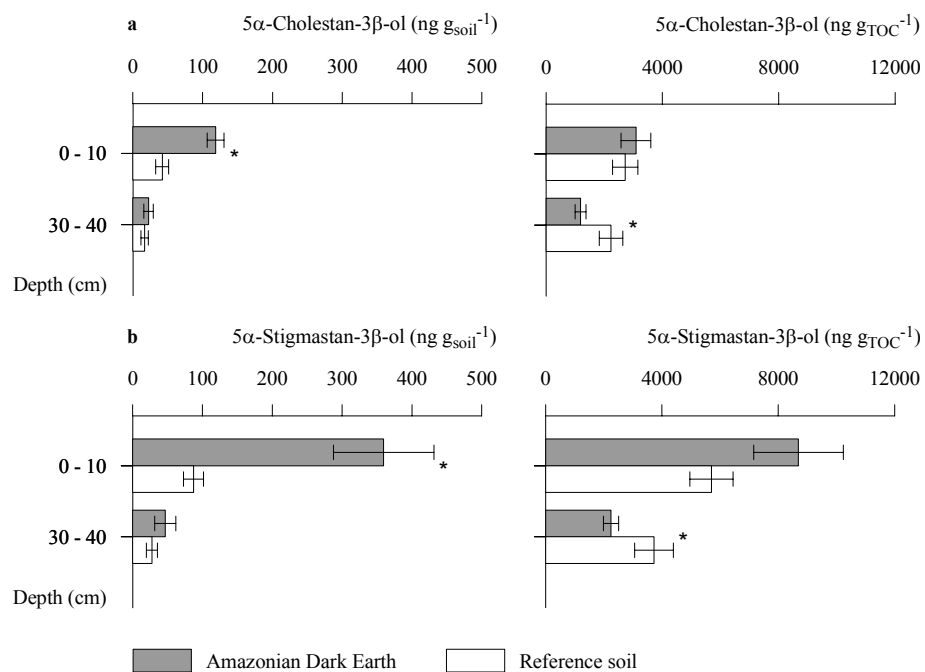 a 5α-Cholestan-3β-ol (ng gsoil⁻¹) 5α-Cholestan-3β-ol (ng gTOC⁻¹)
0 100 200 300 400 500 0 4000 8000 12000
0 - 10 *
30 - 40 *
Depth (cm)
b 5α-Stigmastan-3β-ol (ng gsoil⁻¹) 5α-Stigmastan-3β-ol (ng gTOC⁻¹)
0 100 200 300 400 500 0 4000 8000 12000
0 - 10 *
30 - 40 *
Depth (cm)
Amazonian Dark Earth Reference soil